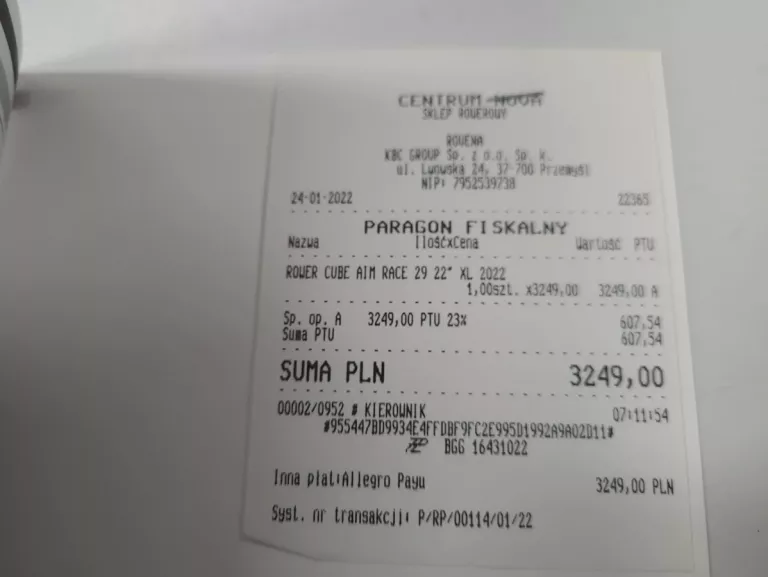 CENTRUM NOVA
SKLEP ROWEROWY
ROWENA
KBC GROUP Sp. z o.o. Sp. k.
ul. Lwowska 24, 37-700 Przemyśl
NIP: 7952539738
24-01-2022 22365
PARAGON FISKALNY
Nazwa IlośćxCena Wartość PTU
ROWER CUBE AIM RACE 29 22" XL 2022
1,00szt. x3249,00 3249,00 A
Sp. op. A 3249,00 PTU 23% 607,54
Suma PTU 607,54
SUMA PLN 3249,00
00002/0952 # KIEROWNIK 07:11:54
#955447BD9934E4FFDBF9FC2E995D1992A9A02D11#
BGG 16431022
Inna płat:Allegro Payu 3249,00 PLN
Syst. nr transakcji: P/RP/00114/01/22